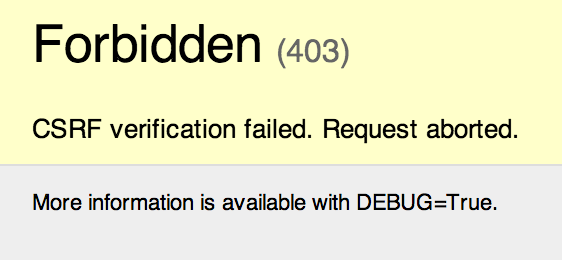 Forbidden (403)
CSRF verification failed. Request aborted.
More information is available with DEBUG=True.